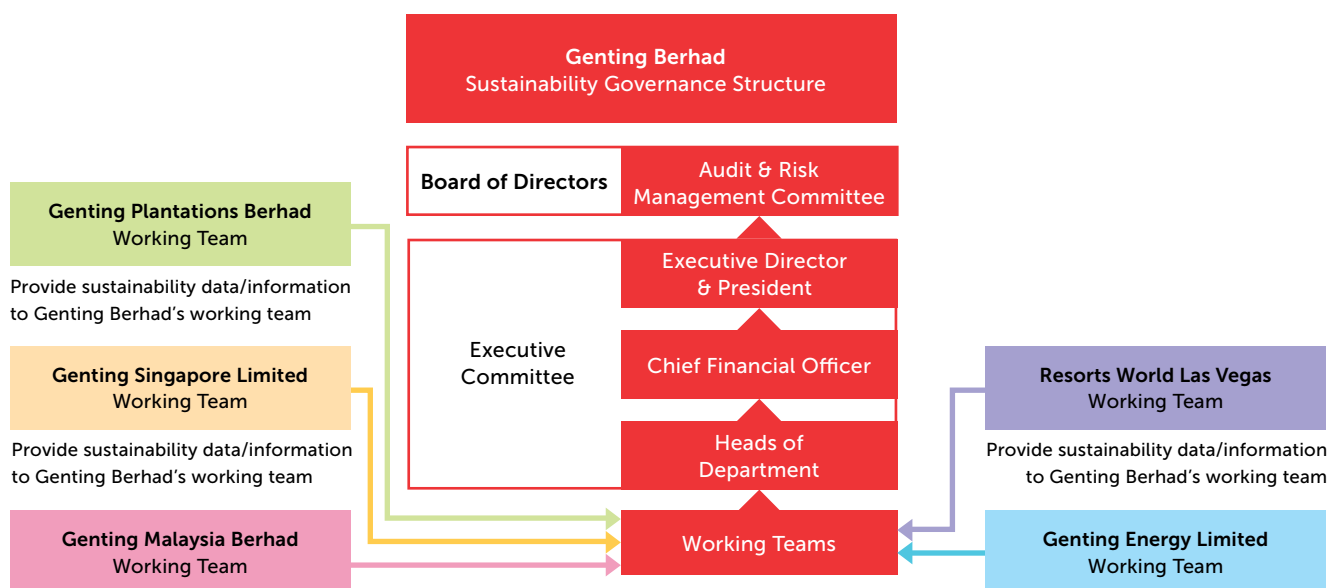 Genting Berhad
Sustainability Governance Structure
Board of Directors
Audit & Risk
Management Committee
Genting Plantations Berhad
Working Team
Provide sustainability data/information
to Genting Berhad's working team
Executive Director
& President
Executive
Committee
Chief Financial Officer
Genting Singapore Limited
Working Team
Provide sustainability data/information
to Genting Berhad's working team
Resorts World Las Vegas
Working Team
Provide sustainability data/information
to Genting Berhad's working team
Heads of
Department
Genting Malaysia Berhad
Working Team
Working Teams
Genting Energy Limited
Working Team